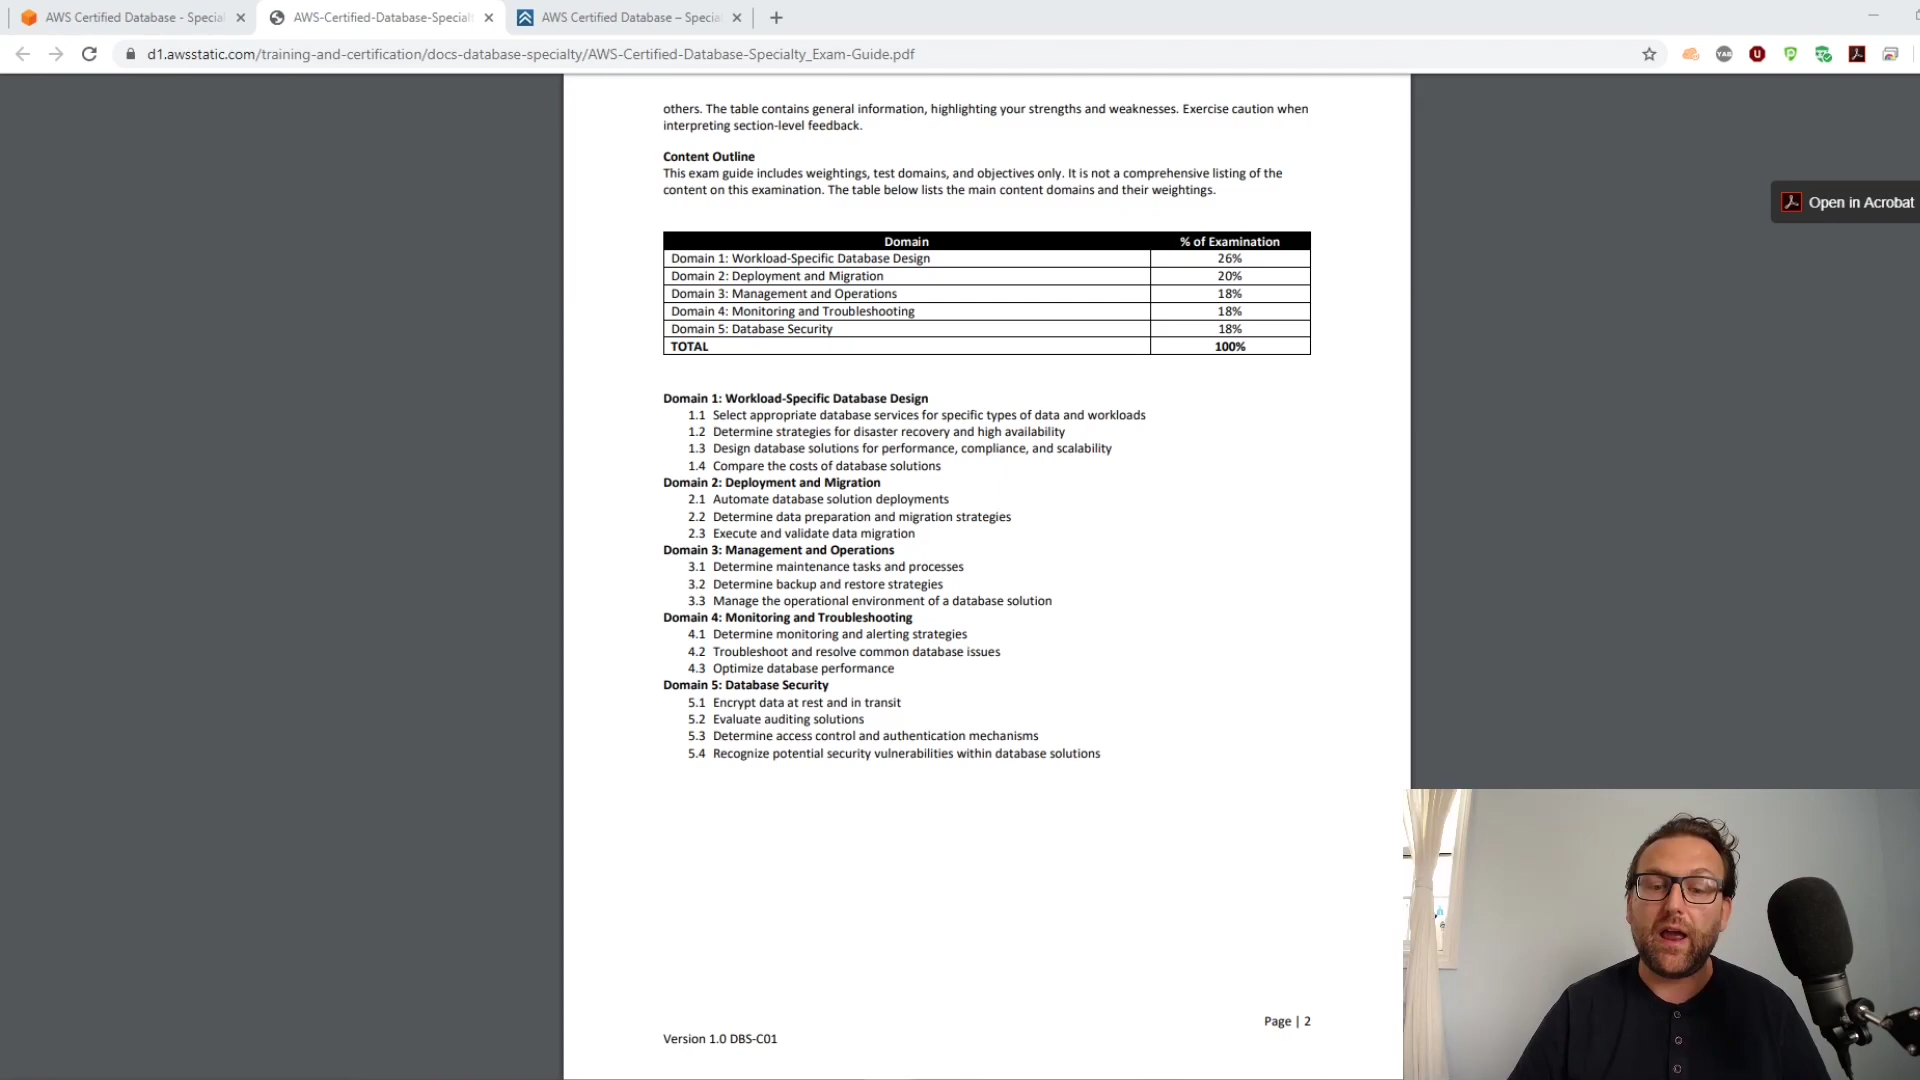 AWS Certified Database - Specia
AWS-Certified-Database-Special
AWS Certified Database – Specia
d1.awsstatic.com/training-and-certification/docs-database-specialty/AWS-Certified-Database-Specialty_Exam-Guide.pdf
others. The table contains general information, highlighting your strengths and weaknesses. Exercise caution when
interpreting section-level feedback.
Content Outline
This exam guide includes weightings, test domains, and objectives only. It is not a comprehensive listing of the
content on this examination. The table below lists the main content domains and their weightings.
Open in Acrobat
Domain % of Examination
Domain 1: Workload-Specific Database Design 26%
Domain 2: Deployment and Migration 20%
Domain 3: Management and Operations 18%
Domain 4: Monitoring and Troubleshooting 18%
Domain 5: Database Security 18%
TOTAL 100%
Domain 1: Workload-Specific Database Design
1.1 Select appropriate database services for specific types of data and workloads
1.2 Determine strategies for disaster recovery and high availability
1.3 Design database solutions for performance, compliance, and scalability
1.4 Compare the costs of database solutions
Domain 2: Deployment and Migration
2.1 Automate database solution deployments
2.2 Determine data preparation and migration strategies
2.3 Execute and validate data migration
Domain 3: Management and Operations
3.1 Determine maintenance tasks and processes
3.2 Determine backup and restore strategies
3.3 Manage the operational environment of a database solution
Domain 4: Monitoring and Troubleshooting
4.1 Determine monitoring and alerting strategies
4.2 Troubleshoot and resolve common database issues
4.3 Optimize database performance
Domain 5: Database Security
5.1 Encrypt data at rest and in transit
5.2 Evaluate auditing solutions
5.3 Determine access control and authentication mechanisms
5.4 Recognize potential security vulnerabilities within database solutions
Page | 2
Version 1.0 DBS-C01